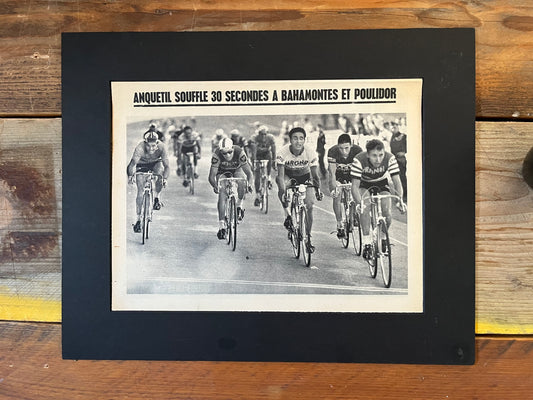 ANQUETIL SOUFFLE 30 SECONDES A BAHAMONTES ET POULIDOR